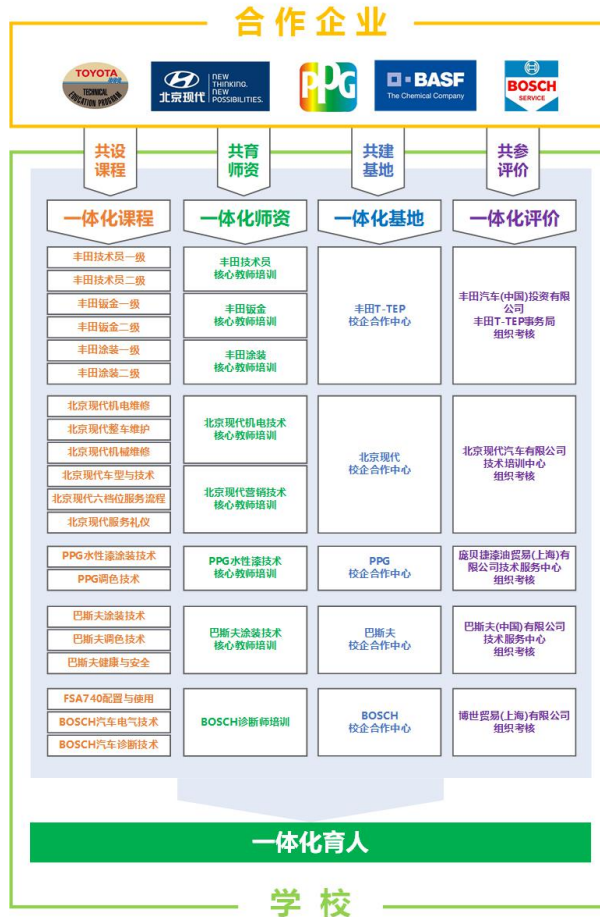 合作企业
TOYOTA
TECHNICAL
EDUCATION PROGRAM
北京现代
NEW
THINKING.
NEW
POSSIBILITIES.
PPG
BASF
The Chemical Company
BOSCH
SERVICE
共设
课程
共育
师资
共建
基地
共参
评价
一体化课程
一体化师资
一体化基地
一体化评价
丰田技术员一级
丰田技术员二级
丰田钣金一级
丰田钣金二级
丰田涂装一级
丰田涂装二级
丰田技术员
核心教师培训
丰田钣金
核心教师培训
丰田涂装
核心教师培训
丰田T-TEP
校企合作中心
丰田汽车(中国)投资有限
公司
丰田T-TEP事务局
组织考核
北京现代机电维修
北京现代整车维护
北京现代机械维修
北京现代车型与技术
北京现代六档位服务流程
北京现代服务礼仪
北京现代机电技术
核心教师培训
北京现代营销技术
核心教师培训
北京现代
校企合作中心
北京现代汽车有限公司
技术培训中心
组织考核
PPG水性漆涂装技术
PPG调色技术
PPG水性漆技术
核心教师培训
PPG
校企合作中心
庞贝捷漆油贸易(上海)有
限公司技术服务中心
组织考核
巴斯夫涂装技术
巴斯夫调色技术
巴斯夫健康与安全
巴斯夫涂装技术
核心教师培训
巴斯夫
校企合作中心
巴斯夫(中国)有限公司
技术服务中心
组织考核
FSA740配置与使用
BOSCH汽车电气技术
BOSCH汽车诊断技术
BOSCH诊断师培训
BOSCH
校企合作中心
博世贸易(上海)有限公司
组织考核
一体化育人
学校